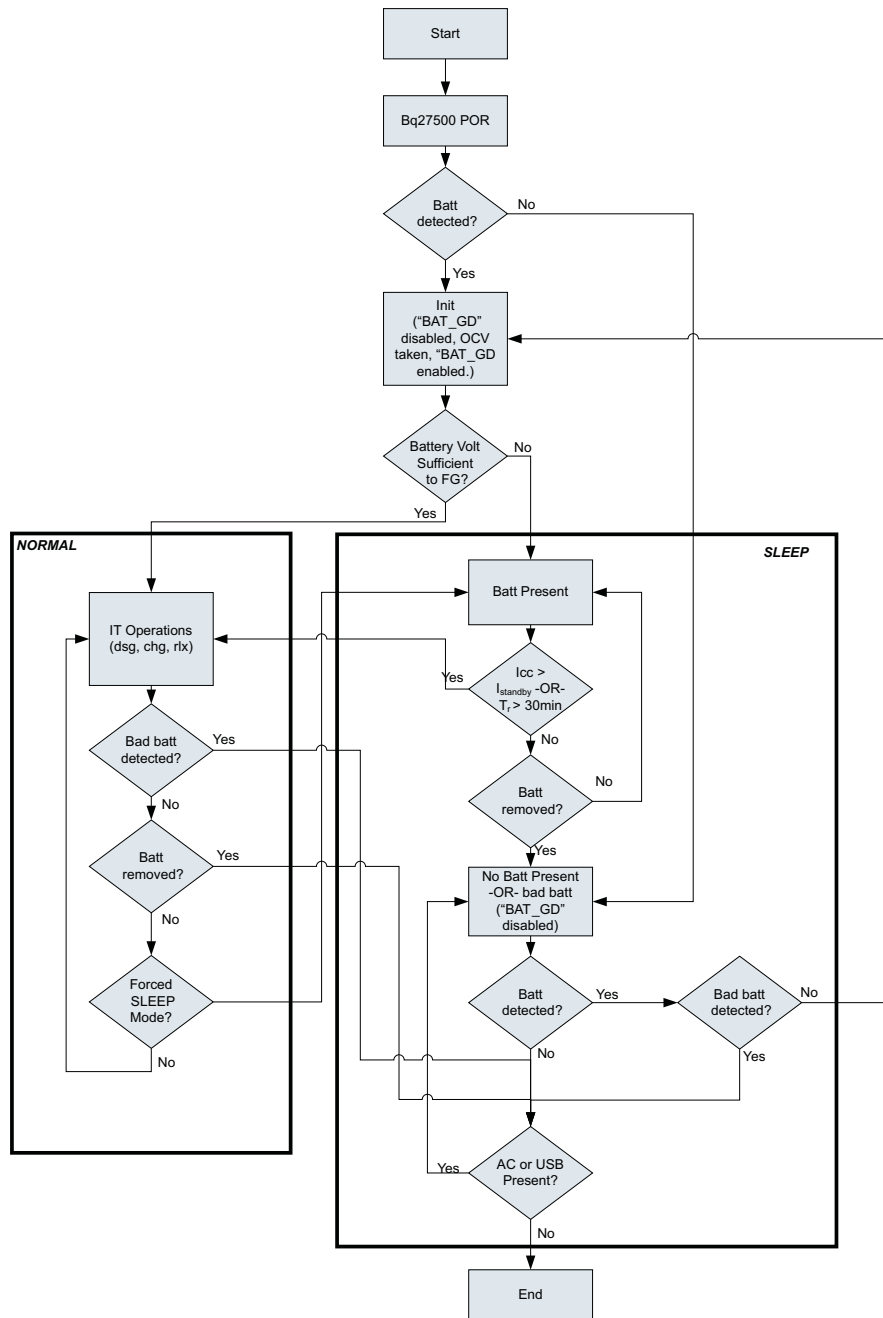 Start
Bq27500 POR
Batt
detected?
No
Yes
Init
(“BAT_GD”
disabled, OCV
taken, “BAT_GD
enabled.)
Battery Volt
Sufficient
to FG?
No
Yes
NORMAL
IT Operations
(dsg, chg, rlx)
Bad batt
detected?
Yes
No
Batt
removed?
Yes
No
Forced
SLEEP
Mode?
No
SLEEP
Batt Present
Icc >
Istandby -OR-
Tr > 30min
Yes
No
Batt
removed?
No
Yes
No Batt Present
-OR- bad batt
(“BAT_GD”
disabled)
Batt
detected?
Yes
No
Bad batt
detected?
No
Yes
AC or USB
Present?
Yes
No
End